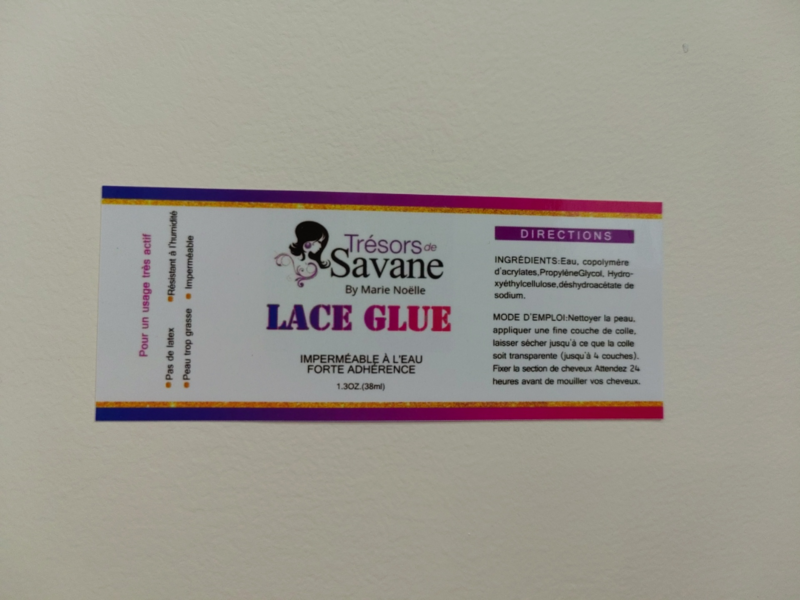 Pour un usage très actif
Pas de latex
Résistant à l'humidité
Peau trop grasse
Imperméable
Trésors de
Savane
By Marie Noëlle
LACE GLUE
IMPERMÉABLE À L'EAU
FORTE ADHÉRENCE
1.3OZ.(38ml)
DIRECTIONS
INGRÉDIENTS:Eau, copolymére
d'acrylates,PropylèneGlycol, Hydro-
xyéthylcellulose,déshydroacétate de
sodium.
MODE D'EMPLOI:Nettoyer la peau,
appliquer une fine couche de colle,
laisser sécher jusqu'à ce que la colle
soit transparente (jusqu'à 4 couches).
Fixer la section de cheveux Attendez 24
heures avant de mouiller vos cheveux.